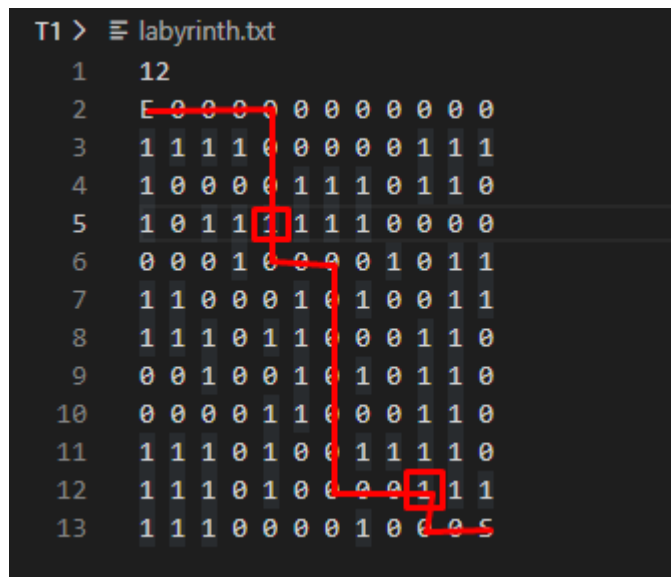 T1 > labyrinth.txt
1 12
2 E 0 0 0 0 0 0 0 0 0 0 0
3 1 1 1 1 0 0 0 0 0 1 1 1
4 1 0 0 0 0 1 1 1 0 1 1 0
5 1 0 1 1 1 1 1 1 0 0 0 0
6 0 0 0 1 0 0 0 0 1 0 1 1
7 1 1 0 0 0 1 0 1 0 0 1 1
8 1 1 1 0 1 1 0 0 0 1 1 0
9 0 0 1 0 0 1 0 1 0 1 1 0
10 0 0 0 0 1 1 0 0 0 1 1 0
11 1 1 1 0 1 0 0 1 1 1 1 0
12 1 1 1 0 1 0 0 0 0 1 1 1
13 1 1 1 0 0 0 0 1 0 0 0 S